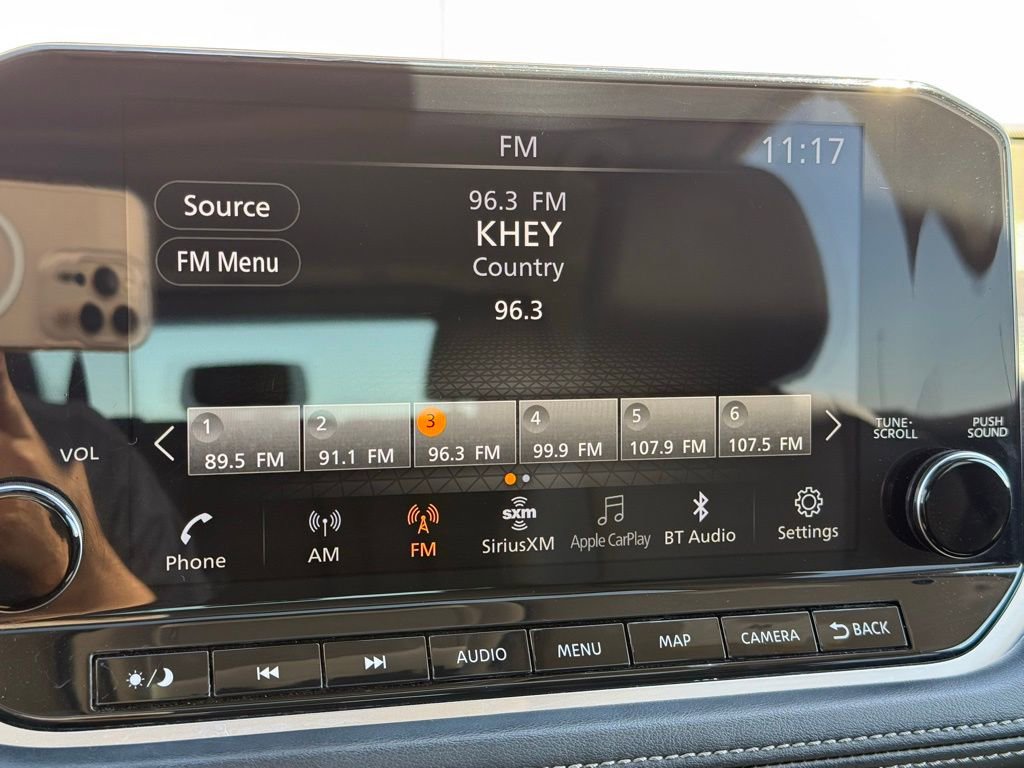 FM
11:17
Source
FM Menu
96.3 FM
KHEY
Country
96.3
1
89.5 FM
2
91.1 FM
3
96.3 FM
4
99.9 FM
5
107.9 FM
6
107.5 FM
VOL
TUNE·
SCROLL
PUSH
SOUND
Phone
AM
FM
sxm
SiriusXM
Apple CarPlay
BT Audio
Settings
AUDIO
MENU
MAP
CAMERA
BACK